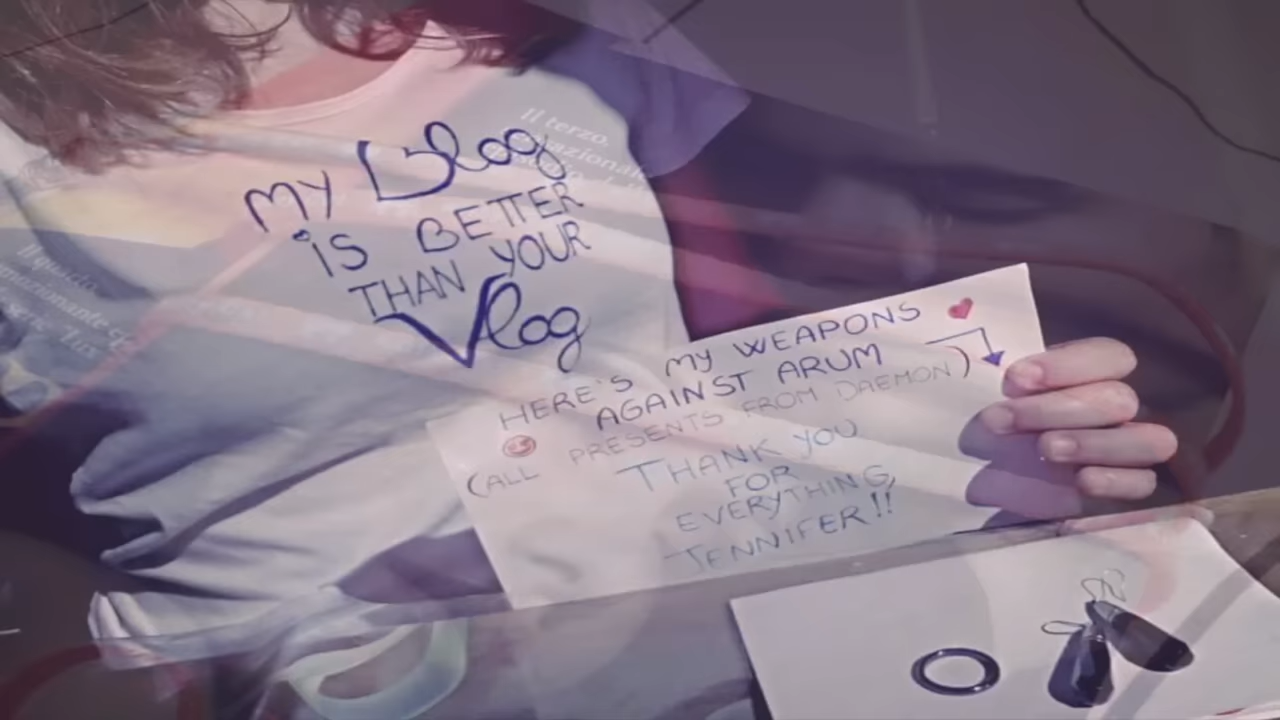 MY Blog
iS BETTER
THAN YOUR
Vlog
Il terzo,
HERE'S MY WEAPONS
AGAINST ARUM
(ALL PRESENTS FROM DAEMON)
THANK YOU
FOR
EVERYTHING,
JENNIFER!!